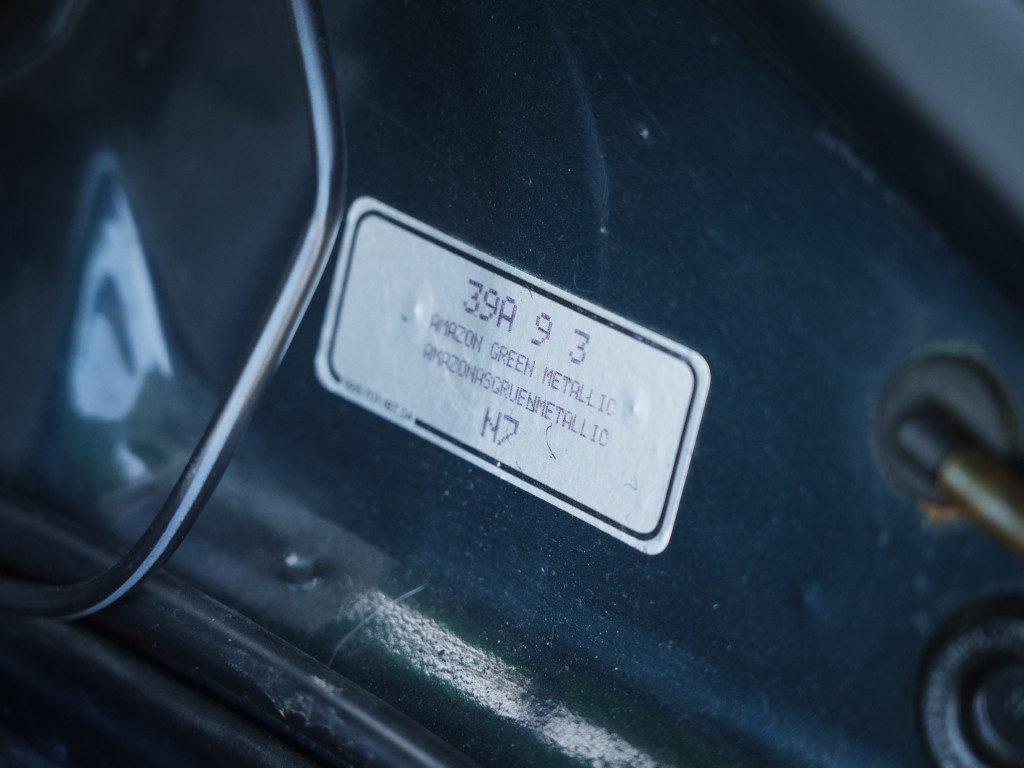 39A 9 3
AMAZON GREEN METALLIC
AMAZONASGRUENMETALLIC
N7